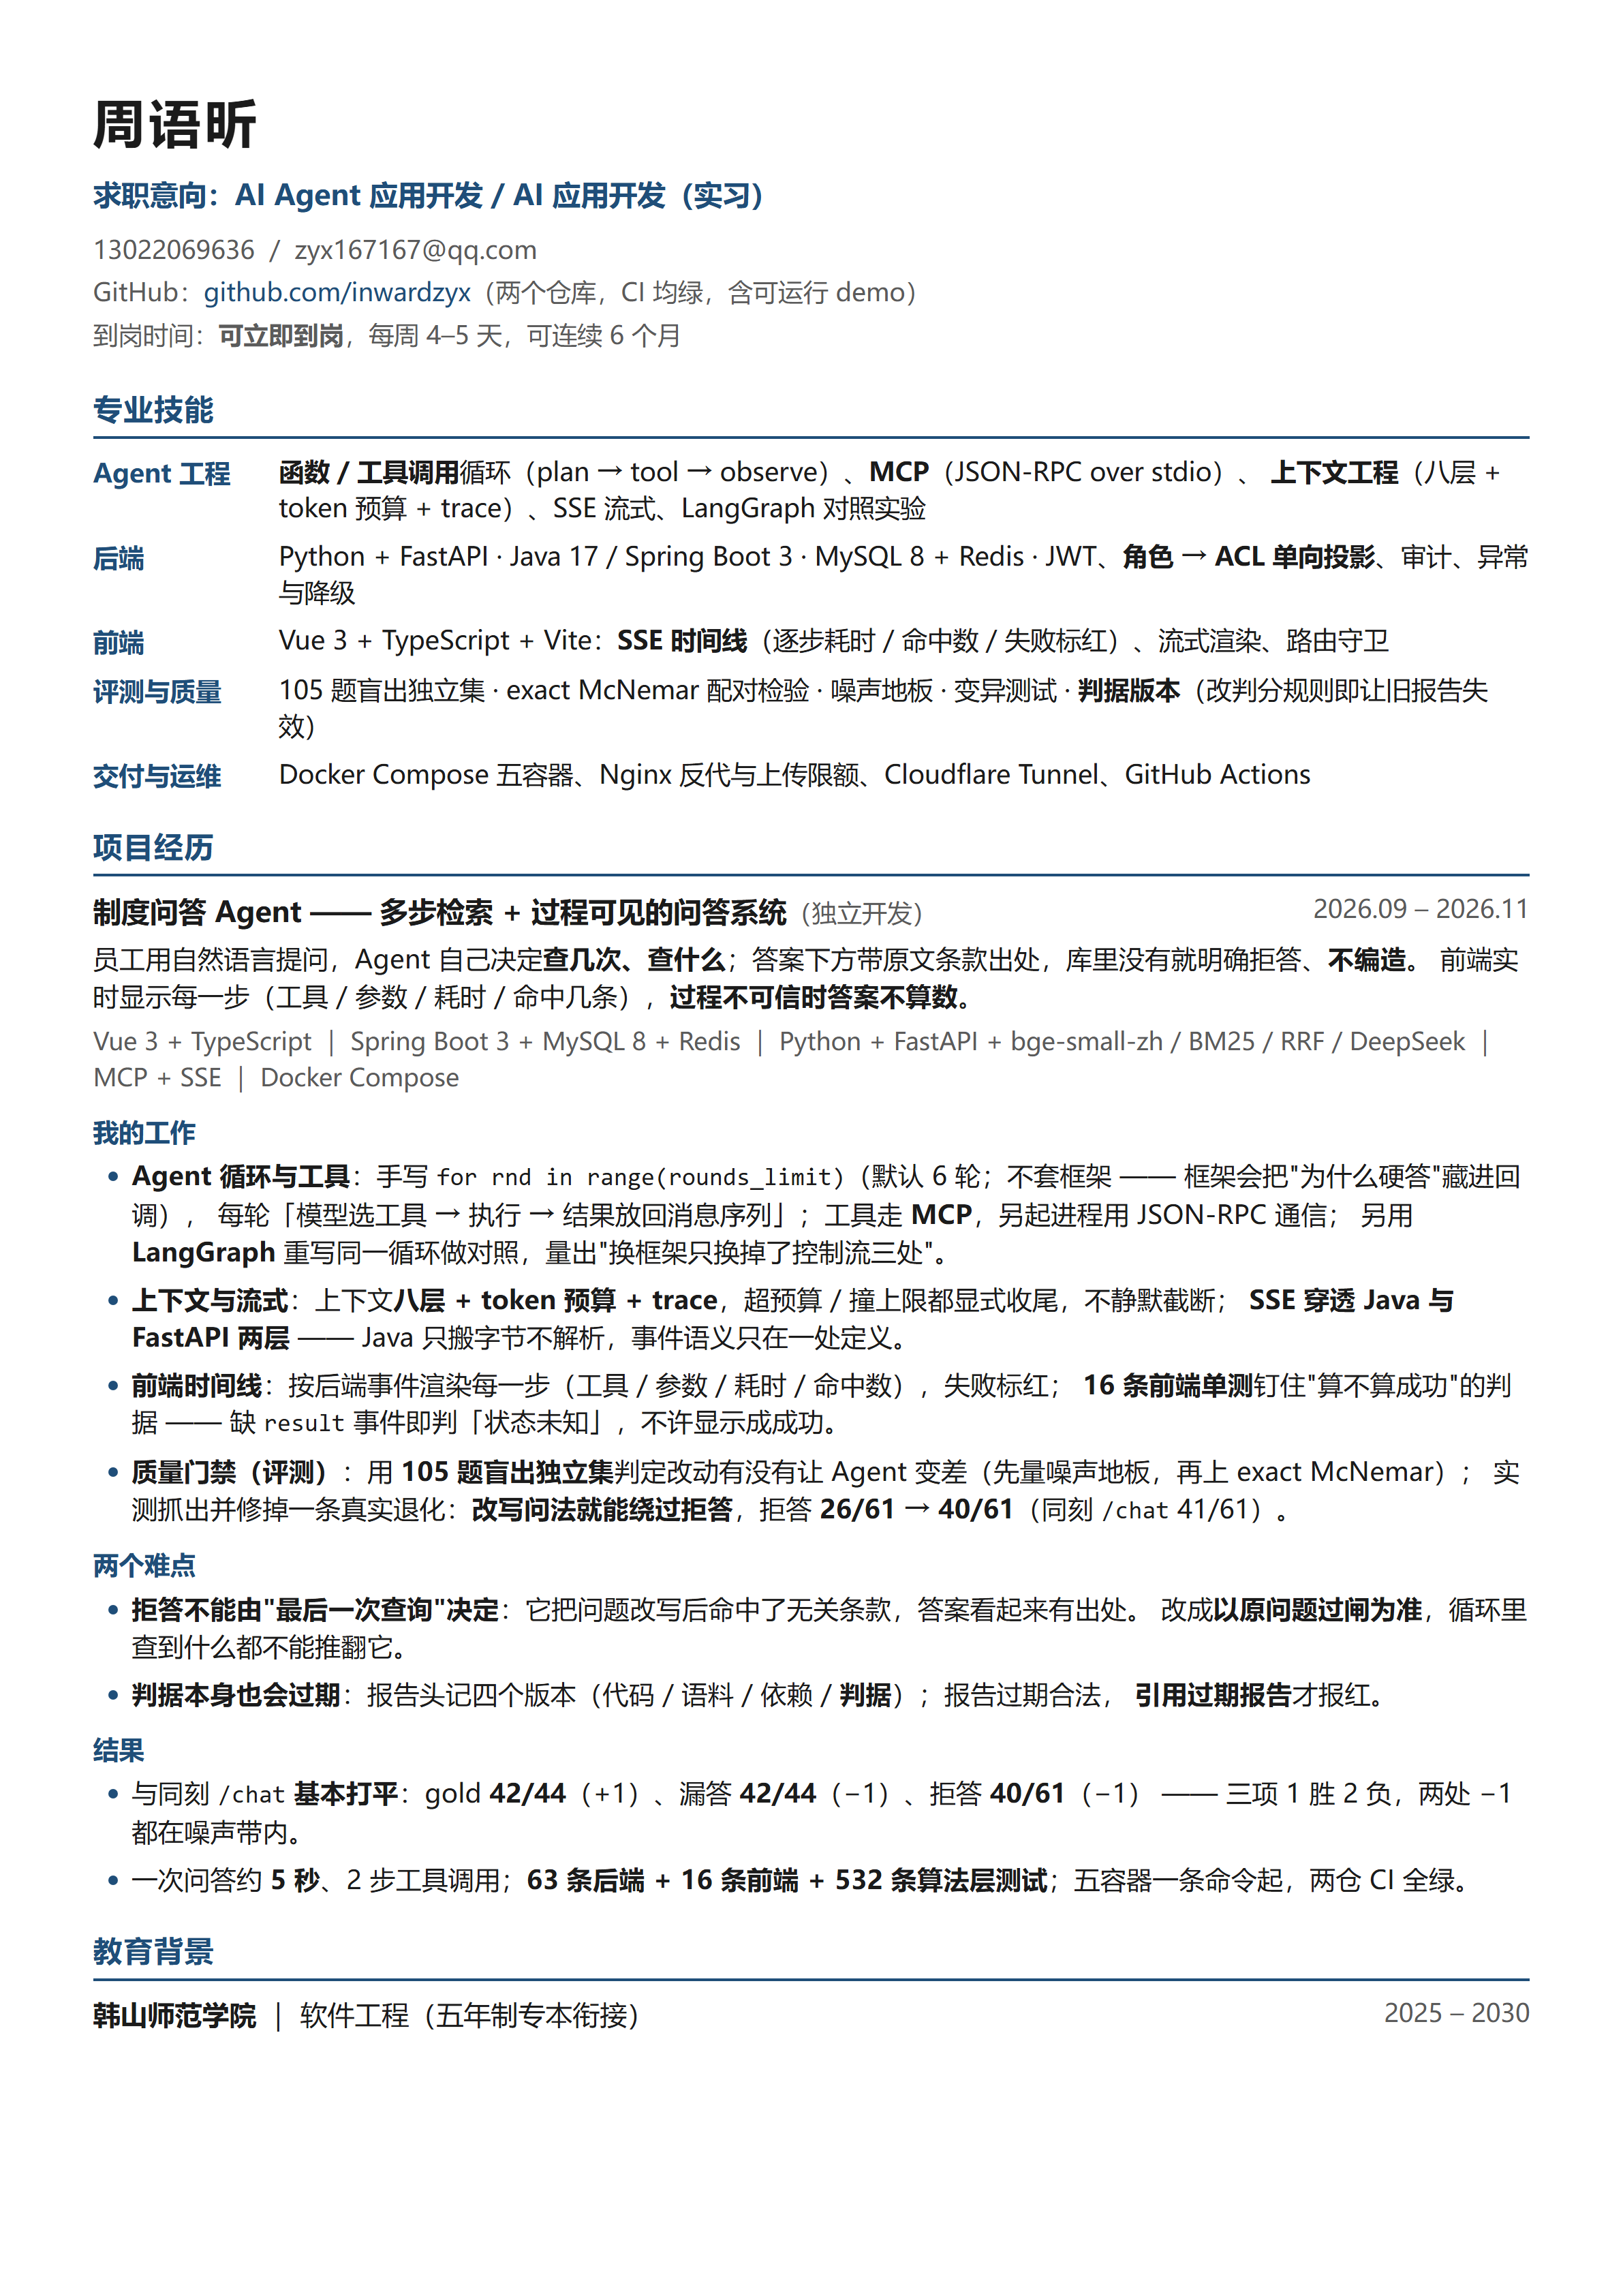 周语昕
求职意向：AI Agent 应用开发 / AI 应用开发（实习）
13022069636 / zyx167167@qq.com
GitHub：github.com/inwardzyx（两个仓库，CI 均绿，含可运行 demo）
到岗时间：可立即到岗，每周 4–5 天，可连续 6 个月
专业技能
Agent 工程 函数 / 工具调用循环（plan → tool → observe）、MCP（JSON-RPC over stdio）、 上下文工程（八层 +
token 预算 + trace）、SSE 流式、LangGraph 对照实验
后端 Python + FastAPI · Java 17 / Spring Boot 3 · MySQL 8 + Redis · JWT、角色 → ACL 单向投影、审计、异常
与降级
前端 Vue 3 + TypeScript + Vite：SSE 时间线（逐步耗时 / 命中数 / 失败标红）、流式渲染、路由守卫
评测与质量 105 题盲出独立集 · exact McNemar 配对检验 · 噪声地板 · 变异测试 · 判据版本（改判分规则即让旧报告失
效）
交付与运维 Docker Compose 五容器、Nginx 反代与上传限额、Cloudflare Tunnel、GitHub Actions
项目经历
制度问答 Agent —— 多步检索 + 过程可见的问答系统（独立开发） 2026.09 – 2026.11
员工用自然语言提问，Agent 自己决定查几次、查什么；答案下方带原文条款出处，库里没有就明确拒答、不编造。 前端实
时显示每一步（工具 / 参数 / 耗时 / 命中几条），过程不可信时答案不算数。
Vue 3 + TypeScript | Spring Boot 3 + MySQL 8 + Redis | Python + FastAPI + bge-small-zh / BM25 / RRF / DeepSeek |
MCP + SSE | Docker Compose
我的工作
• Agent 循环与工具：手写 for rnd in range(rounds_limit)（默认 6 轮；不套框架 —— 框架会把"为什么硬答"藏进回
调）， 每轮「模型选工具 → 执行 → 结果放回消息序列」；工具走 MCP，另起进程用 JSON-RPC 通信； 另用
LangGraph 重写同一循环做对照，量出"换框架只换掉了控制流三处"。
• 上下文与流式：上下文八层 + token 预算 + trace，超预算 / 撞上限都显式收尾，不静默截断； SSE 穿透 Java 与
FastAPI 两层 —— Java 只搬字节不解析，事件语义只在一处定义。
• 前端时间线：按后端事件渲染每一步（工具 / 参数 / 耗时 / 命中数），失败标红； 16 条前端单测钉住"算不算成功"的判
据 —— 缺 result 事件即判「状态未知」，不许显示成成功。
• 质量门禁（评测）：用 105 题盲出独立集判定改动有没有让 Agent 变差（先量噪声地板，再上 exact McNemar）； 实
测抓出并修掉一条真实退化：改写问法就能绕过拒答，拒答 26/61 → 40/61（同刻 /chat 41/61）。
两个难点
• 拒答不能由"最后一次查询"决定：它把问题改写后命中了无关条款，答案看起来有出处。 改成以原问题过闸为准，循环里
查到什么都不能推翻它。
• 判据本身也会过期：报告头记四个版本（代码 / 语料 / 依赖 / 判据）；报告过期合法， 引用过期报告才报红。
结果
• 与同刻 /chat 基本打平：gold 42/44（+1）、漏答 42/44（−1）、拒答 40/61（−1） —— 三项 1 胜 2 负，两处 −1
都在噪声带内。
• 一次问答约 5 秒、2 步工具调用；63 条后端 + 16 条前端 + 532 条算法层测试；五容器一条命令起，两仓 CI 全绿。
教育背景
韩山师范学院 | 软件工程（五年制专本衔接） 2025 – 2030